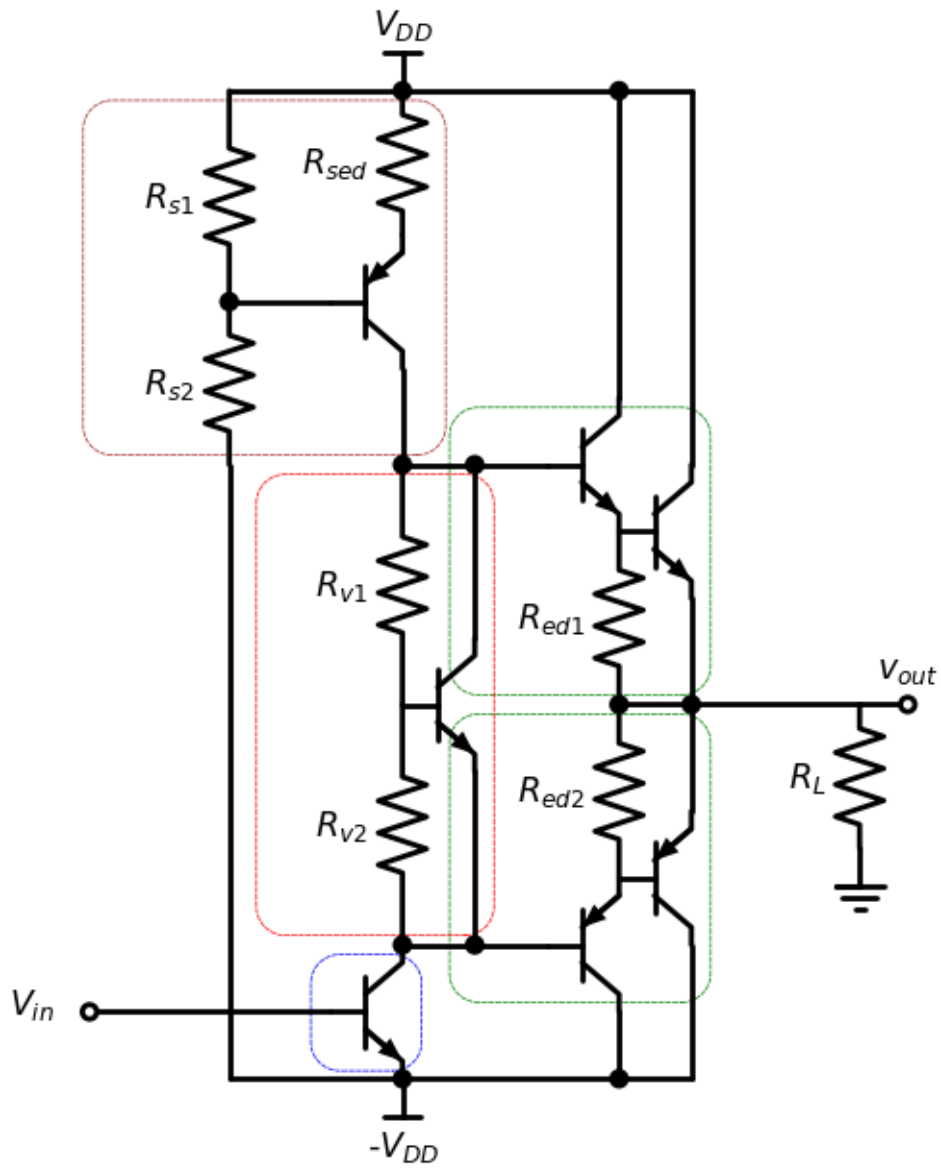 V_DD
R_sed
R_s1
R_s2
R_v1
R_ed1
v_out
R_L
R_ed2
R_v2
V_in
-V_DD